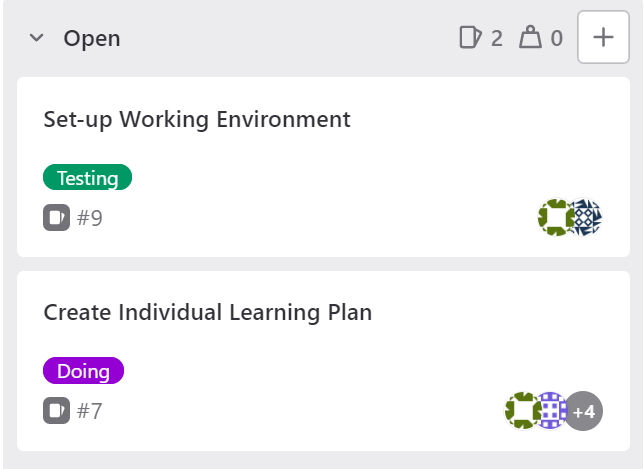 Open 2 0
Set-up Working Environment
Testing
#9
Create Individual Learning Plan
Doing
#7
+4